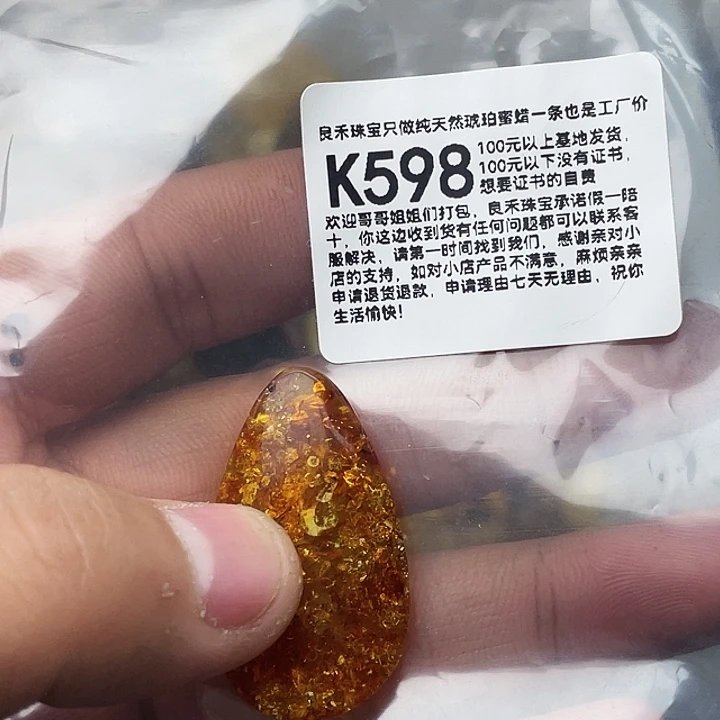 良禾珠宝只做纯天然琥珀蜜蜡一条也是工厂价
K598
100元以上基地发货，
100元以下没有证书，
想要证书的自费
欢迎哥哥姐姐们打包，良禾珠宝承诺假一陪
十，你这边收到货有任何问题都可以联系客
服解决，请第一时间找到我们，感谢亲对小
店的支持，如对小店产品不满意，麻烦亲亲
申请退货退款，申请理由七天无理由，祝你
生活愉快！